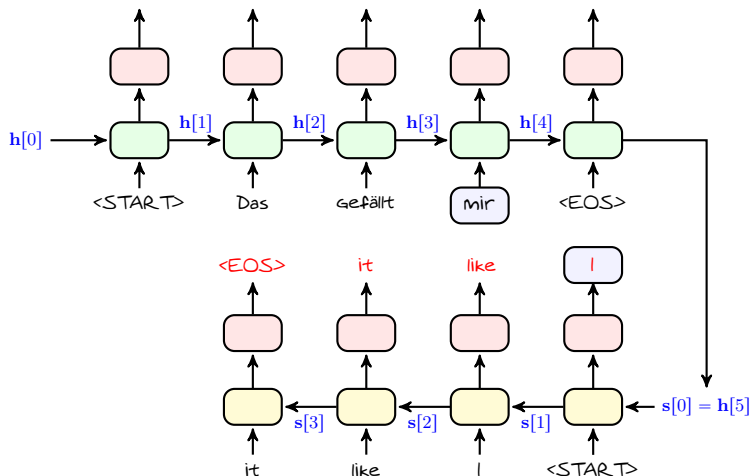 h[0] h[1] h[2] h[3] h[4]
<START> Das Gefällt mir <EOS>
<EOS> it like I
s[3] s[2] s[1] s[0] = h[5]
it like I <START>